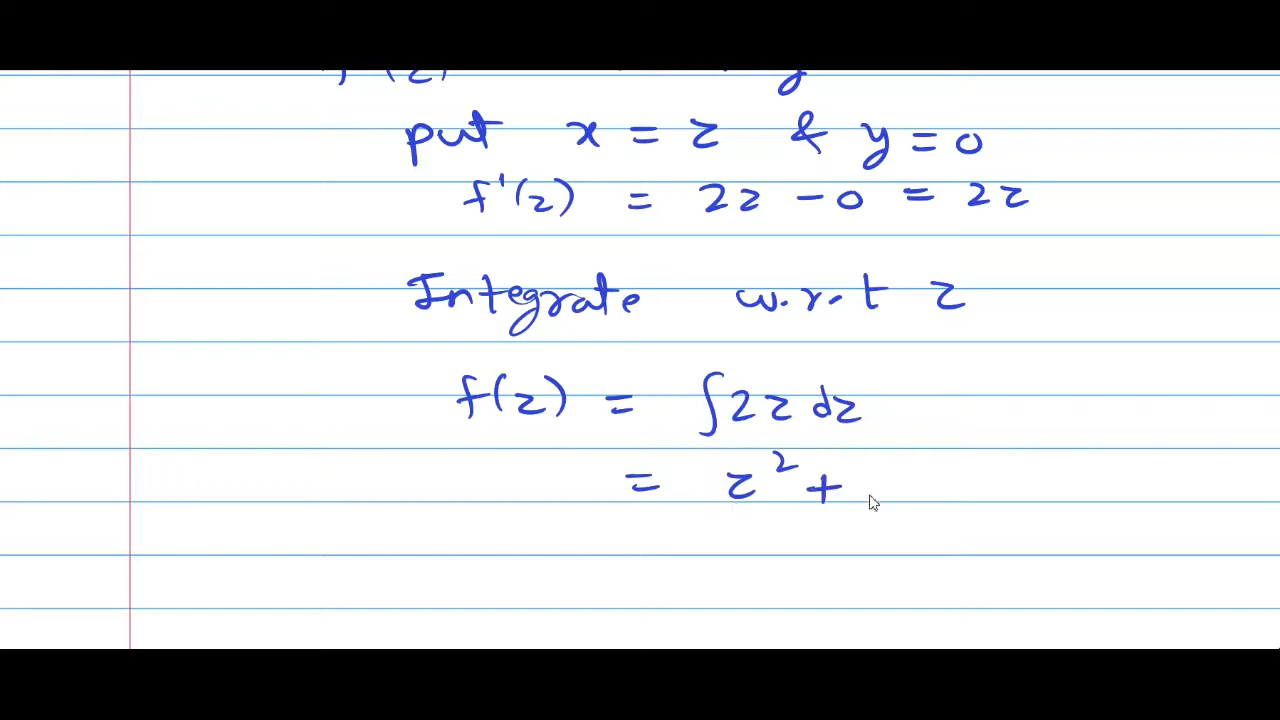 put x = z & y = 0
f'(z) = 2z - 0 = 2z
Integrate w.r.t z
f(z) = ∫2z dz
= z² +